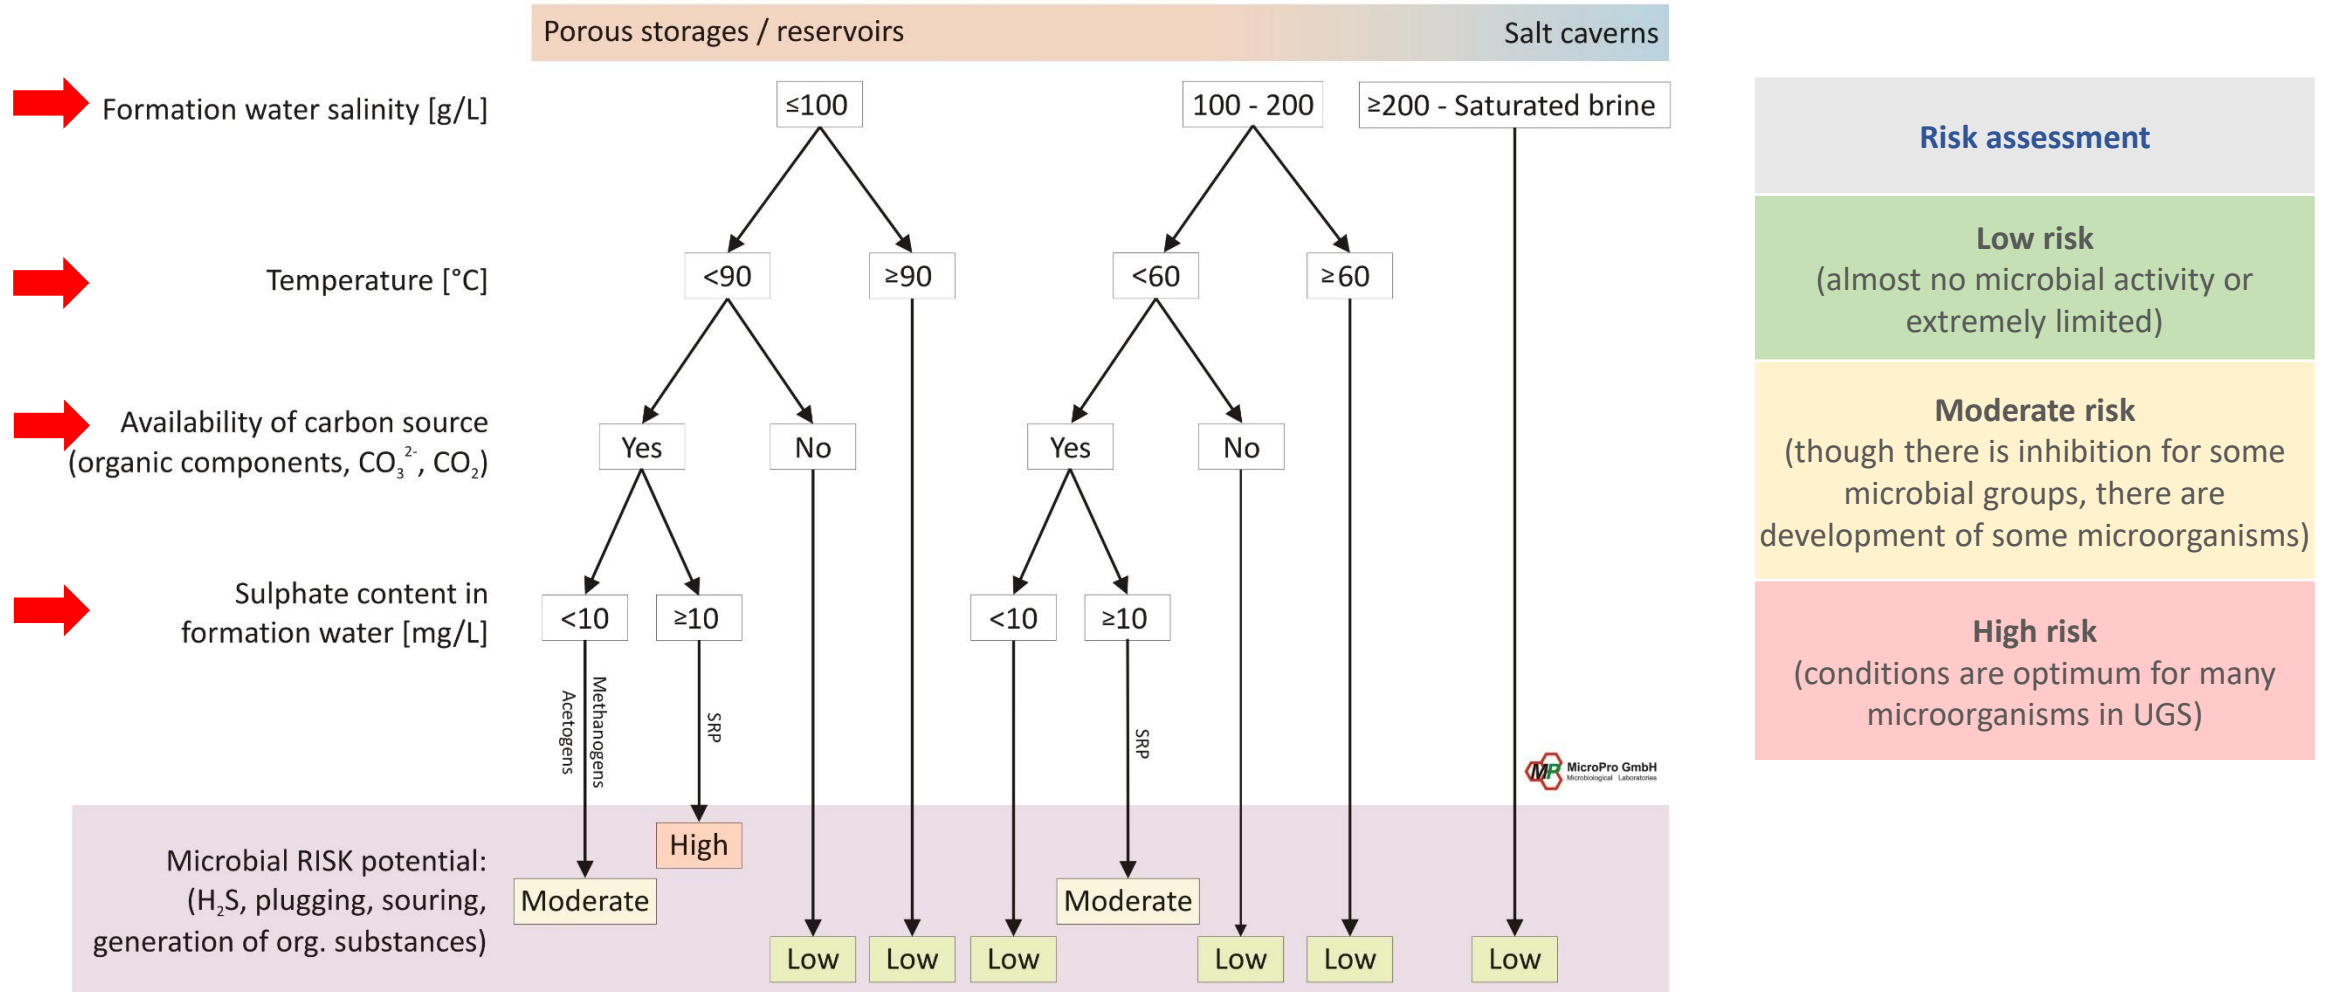 Porous storages / reservoirs
Salt caverns
Formation water salinity [g/L]
≤100
100 - 200
≥200 - Saturated brine
Temperature [°C]
<90
≥90
<60
≥60
Availability of carbon source
(organic components, CO₃²⁻, CO₂)
Yes
No
Yes
No
Sulphate content in
formation water [mg/L]
<10
≥10
<10
≥10
Acetogens
Methanogens
SRP
SRP
MP
MicroPro GmbH
Microbiological Laboratories
Microbial RISK potential:
(H₂S, plugging, souring,
generation of org. substances)
High
Moderate
Moderate
Low
Low
Low
Low
Low
Low
Risk assessment
Low risk
(almost no microbial activity or
extremely limited)
Moderate risk
(though there is inhibition for some
microbial groups, there are
development of some microorganisms)
High risk
(conditions are optimum for many
microorganisms in UGS)